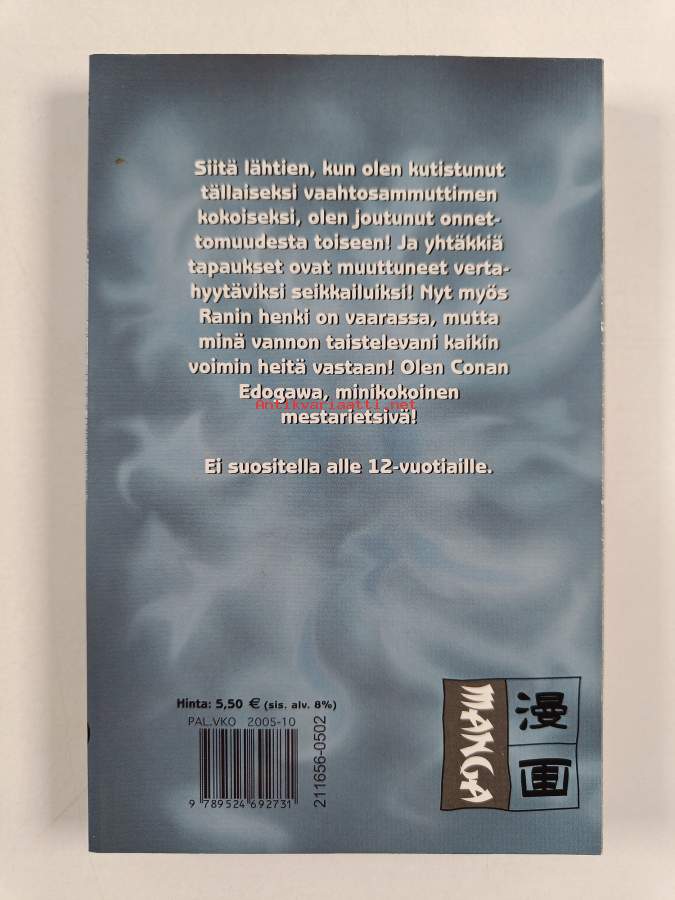 Siitä lähtien, kun olen kutistunut
tällaiseksi vaahtosammuttimen
kokoiseksi, olen joutunut onnet-
tomuudesta toiseen! Ja yhtäkkiä
tapaukset ovat muuttuneet verta-
hyytäviksi seikkailuiksi! Nyt myös
Ranin henki on vaarassa, mutta
minä vannon taistelevani kaikin
voimin heitä vastaan! Olen Conan
Edogawa, minikokoinen
Antikvariaatti.net
mestarietsivä!
Ei suositella alle 12-vuotiaille.
Hinta: 5,50 € (sis. alv. 8%)
PAL.VKO 2005-10
9 789524 692731
211656-0502
MANGA
漫画